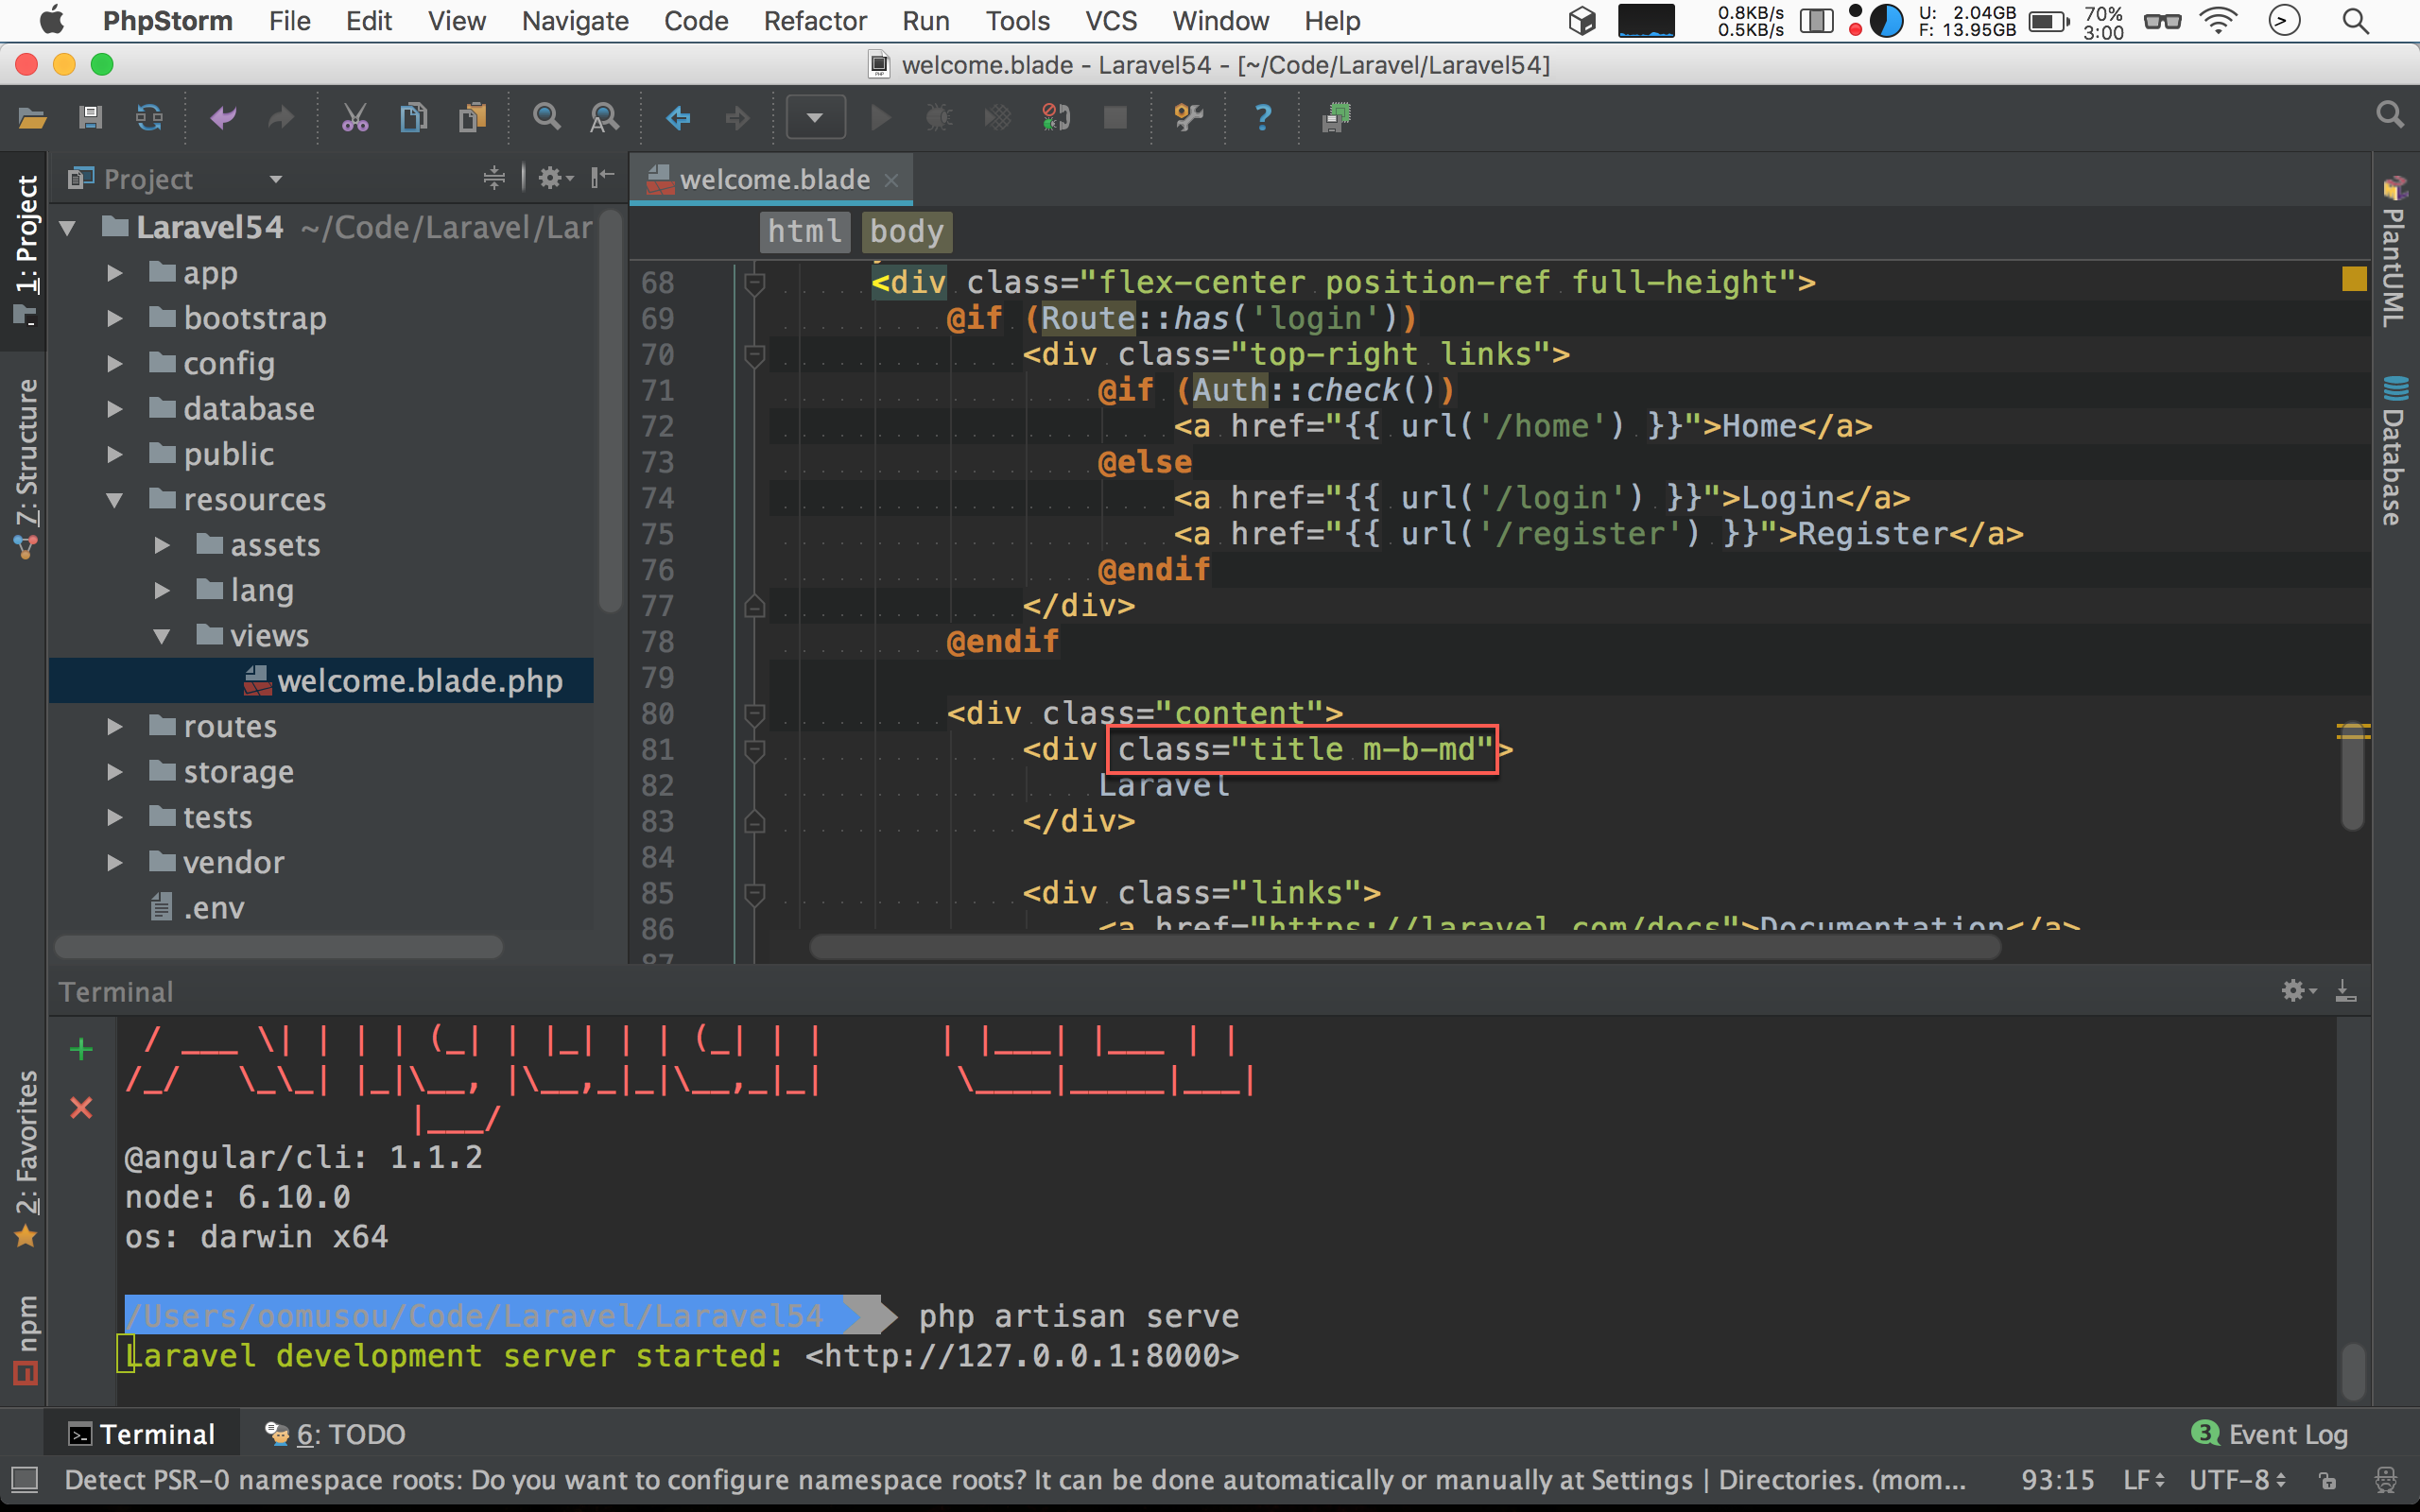 PhpStorm File Edit View Navigate Code Refactor Run Tools VCS Window Help 0.8KB/s 0.5KB/s U: 2.04GB F: 13.95GB 70% 3:00
welcome.blade - Laravel54 - [~/Code/Laravel/Laravel54]
1: Project
7: Structure
2: Favorites
npm
Project
Laravel54 ~/Code/Laravel/Lar
app
bootstrap
config
database
public
resources
assets
lang
views
welcome.blade.php
routes
storage
tests
vendor
.env
welcome.blade
html body
68 <div class="flex-center position-ref full-height">
69 @if (Route::has('login'))
70 <div class="top-right links">
71 @if (Auth::check())
72 <a href="{{ url('/home') }}">Home</a>
73 @else
74 <a href="{{ url('/login') }}">Login</a>
75 <a href="{{ url('/register') }}">Register</a>
76 @endif
77 </div>
78 @endif
79
80 <div class="content">
81 <div class="title m-b-md">
82 Laravel
83 </div>
84
85 <div class="links">
86 <a href="https://laravel.com/docs">Documentation</a>
87
PlantUML
Database
Terminal
@angular/cli: 1.1.2
node: 6.10.0
os: darwin x64
/Users/oomusou/Code/Laravel/Laravel54 php artisan serve
Laravel development server started: <http://127.0.0.1:8000>
Terminal 6: TODO 3 Event Log
Detect PSR-0 namespace roots: Do you want to configure namespace roots? It can be done automatically or manually at Settings | Directories. (mom... 93:15 LF UTF-8